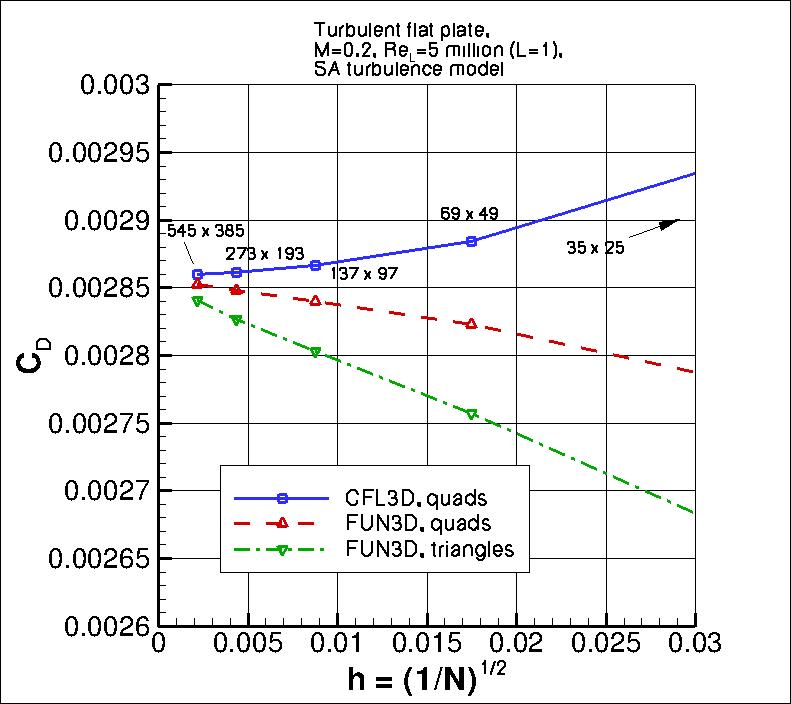 Turbulent flat plate,
M=0.2, Re_L=5 million (L=1),
SA turbulence model
0.003
0.00295
0.0029
0.00285
0.0028
0.00275
0.0027
0.00265
0.0026
C_D
545 x 385
273 x 193
137 x 97
69 x 49
35 x 25
CFL3D, quads
FUN3D, quads
FUN3D, triangles
0 0.005 0.01 0.015 0.02 0.025 0.03
h = (1/N)^1/2